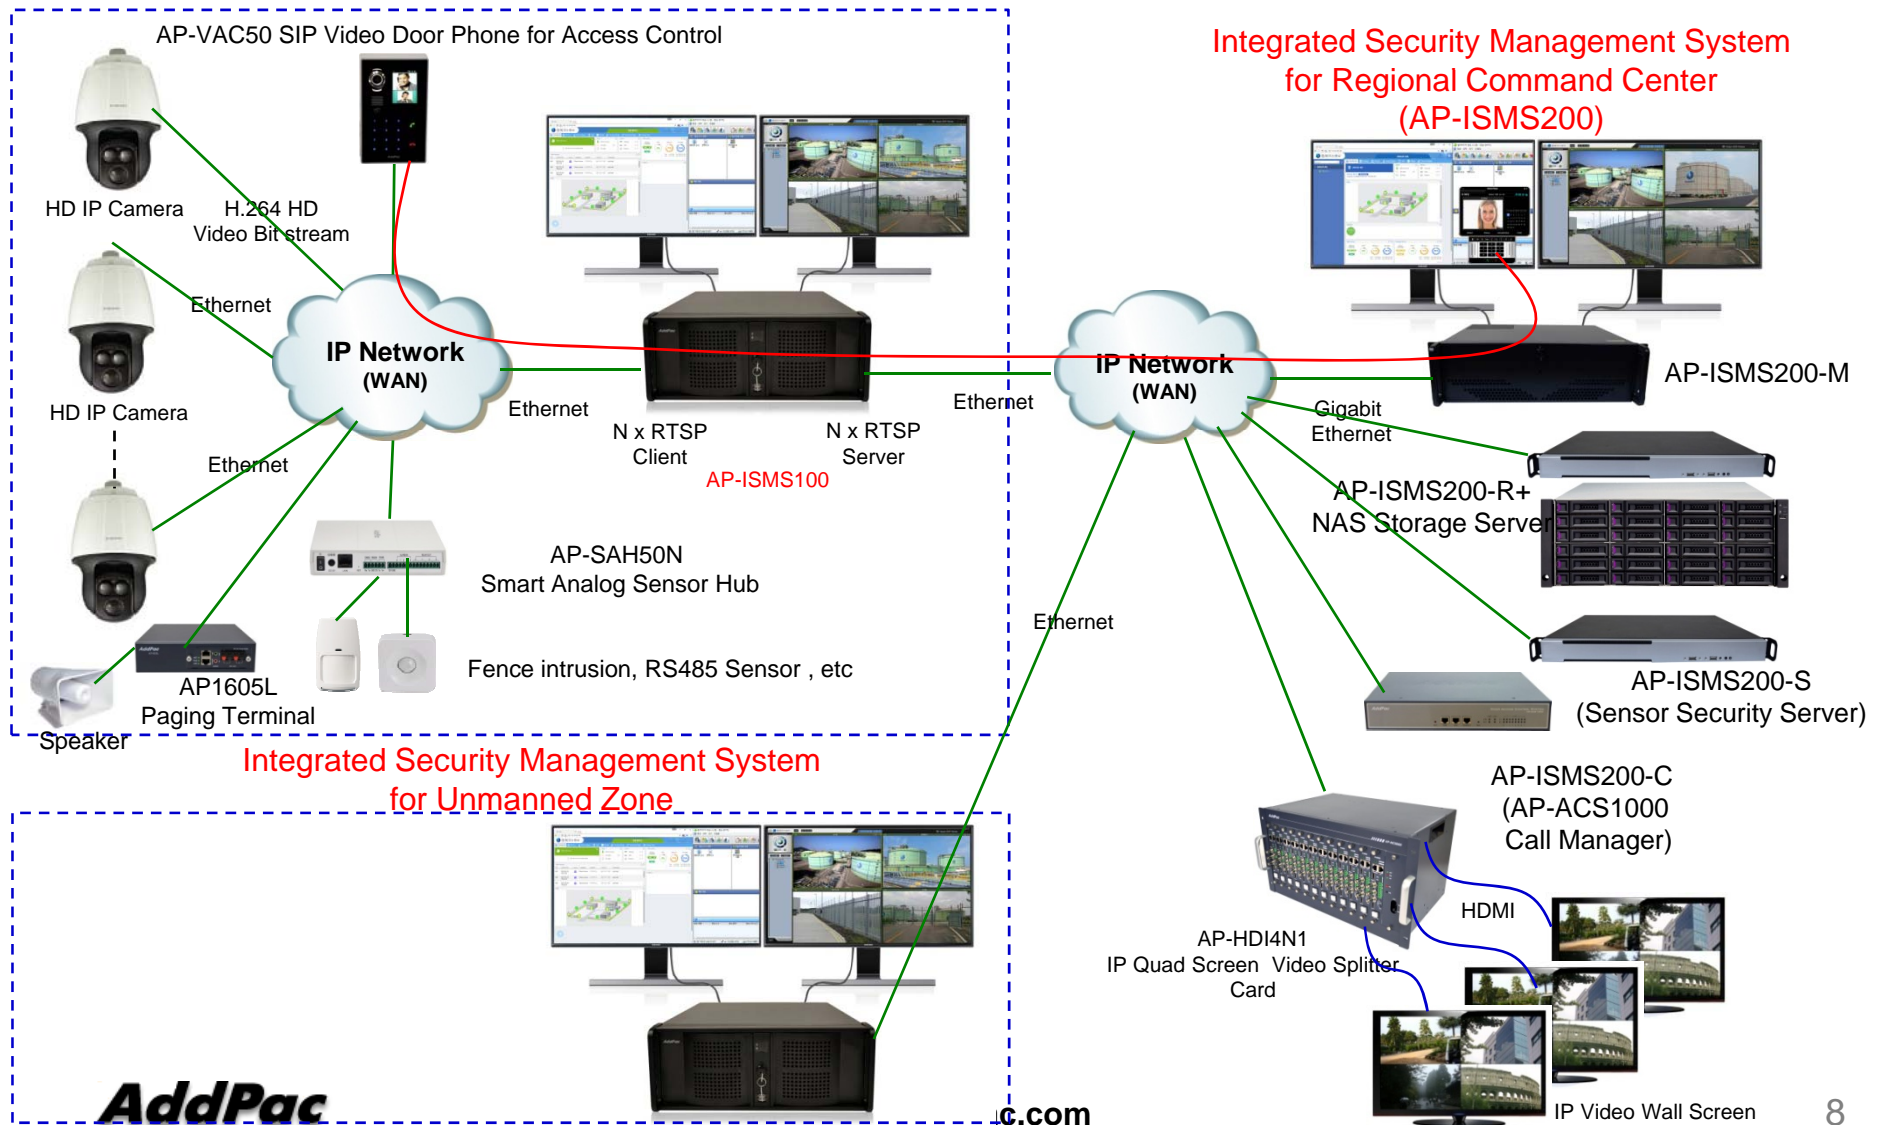 AP-VAC50 SIP Video Door Phone for Access Control
HD IP Camera
H.264 HD
Video Bit stream
Ethernet
HD IP Camera
Ethernet
IP Network
(WAN)
Ethernet
N x RTSP
Client
N x RTSP
Server
AP-ISMS100
AddPac
AP-SAH50N
Smart Analog Sensor Hub
Fence intrusion, RS485 Sensor , etc
AddPac
AP1605L
Paging Terminal
Speaker
Integrated Security Management System
for Unmanned Zone
Integrated Security Management System
for Regional Command Center
(AP-ISMS200)
Ethernet
IP Network
(WAN)
AP-ISMS200-M
Gigabit
Ethernet
AP-ISMS200-R+
NAS Storage Server
Ethernet
AP-ISMS200-S
(Sensor Security Server)
AddPac
AP-ISMS200-C
(AP-ACS1000
Call Manager)
HDMI
AP-HDI4N1
IP Quad Screen Video Splitter
Card
IP Video Wall Screen
AddPac
c.com
8